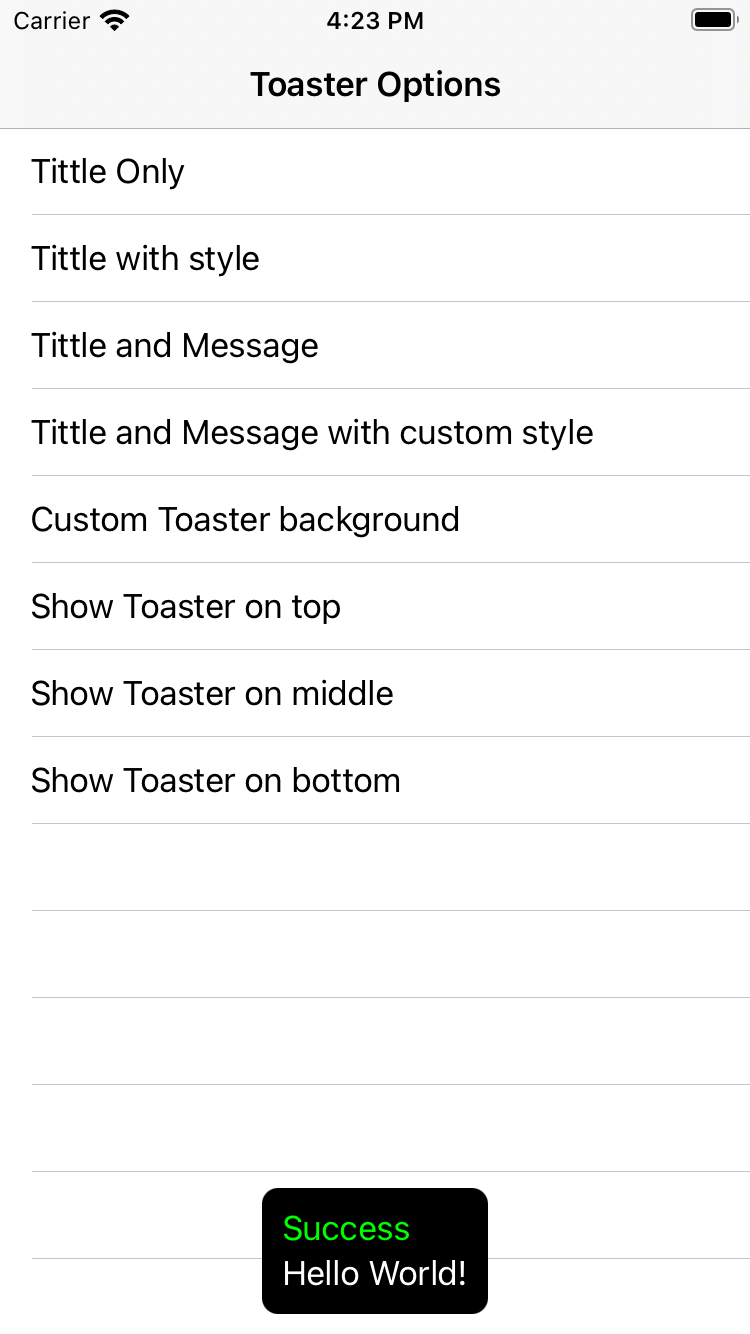 Carrier 4:23 PM
Toaster Options
Tittle Only
Tittle with style
Tittle and Message
Tittle and Message with custom style
Custom Toaster background
Show Toaster on top
Show Toaster on middle
Show Toaster on bottom
Success
Hello World!